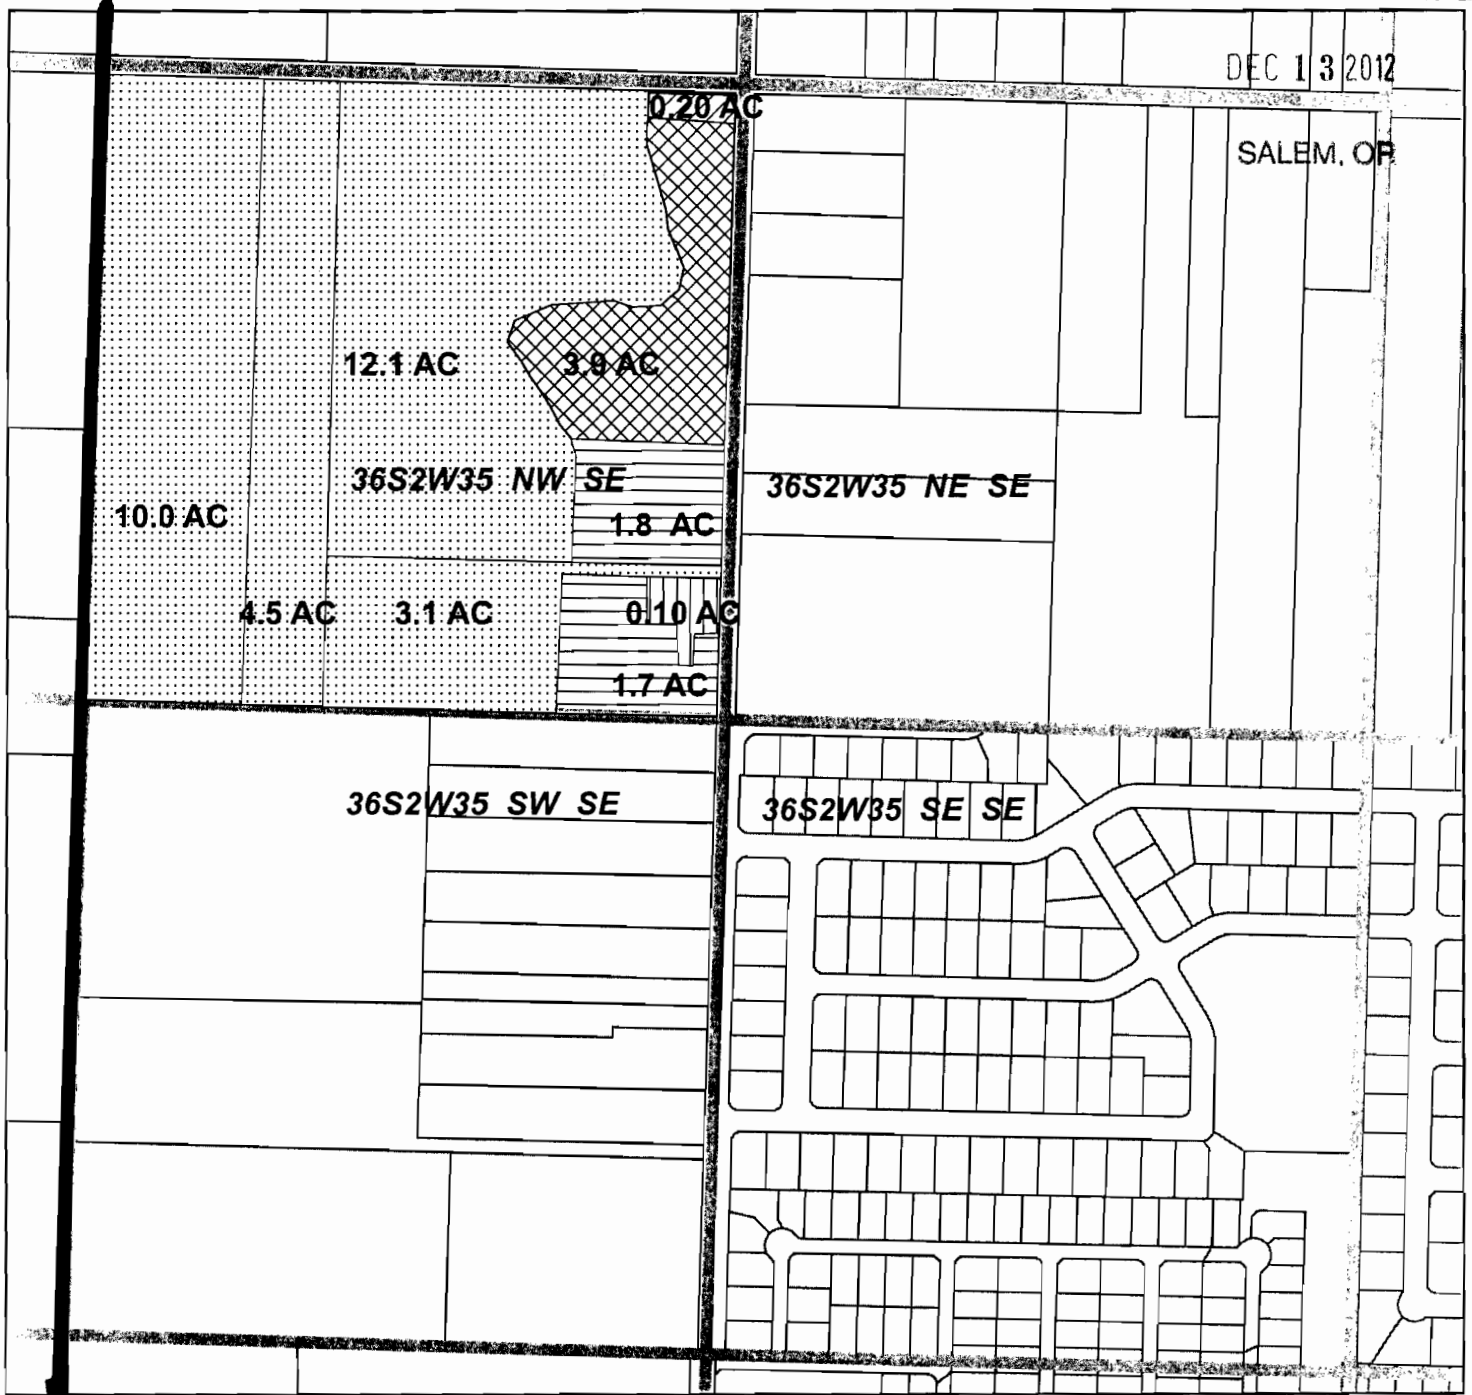 DEC 13 2012
0.20 AC
SALEM, OR
12.1 AC
3.9 AC
36S2W35 NW SE
36S2W35 NE SE
10.0 AC
1.8 AC
4.5 AC
3.1 AC
0.10 AC
1.7 AC
36S2W35 SW SE
36S2W35 SE SE